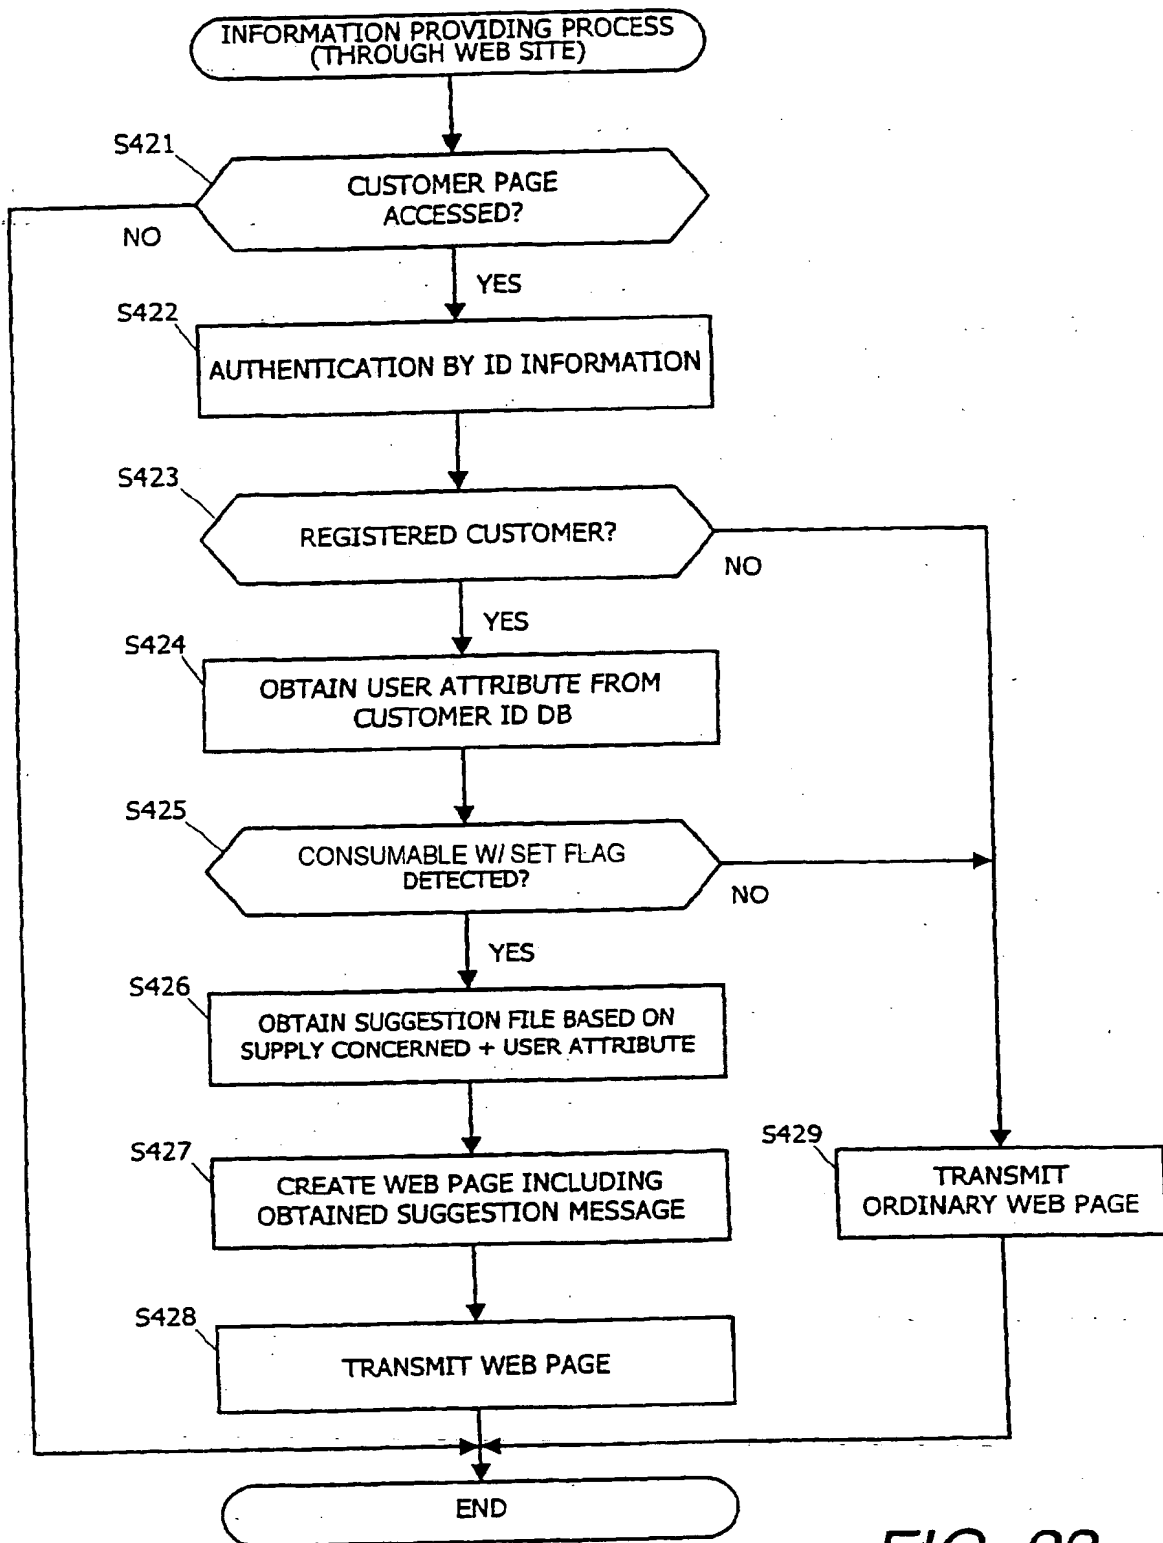 INFORMATION PROVIDING PROCESS
(THROUGH WEB SITE)
S421
CUSTOMER PAGE
ACCESSED?
NO
YES
S422
AUTHENTICATION BY ID INFORMATION
S423
REGISTERED CUSTOMER?
NO
YES
S424
OBTAIN USER ATTRIBUTE FROM
CUSTOMER ID DB
S425
CONSUMABLE W/ SET FLAG
DETECTED?
NO
YES
S426
OBTAIN SUGGESTION FILE BASED ON
SUPPLY CONCERNED + USER ATTRIBUTE
S427
CREATE WEB PAGE INCLUDING
OBTAINED SUGGESTION MESSAGE
S429
TRANSMIT
ORDINARY WEB PAGE
S428
TRANSMIT WEB PAGE
END
FIG.